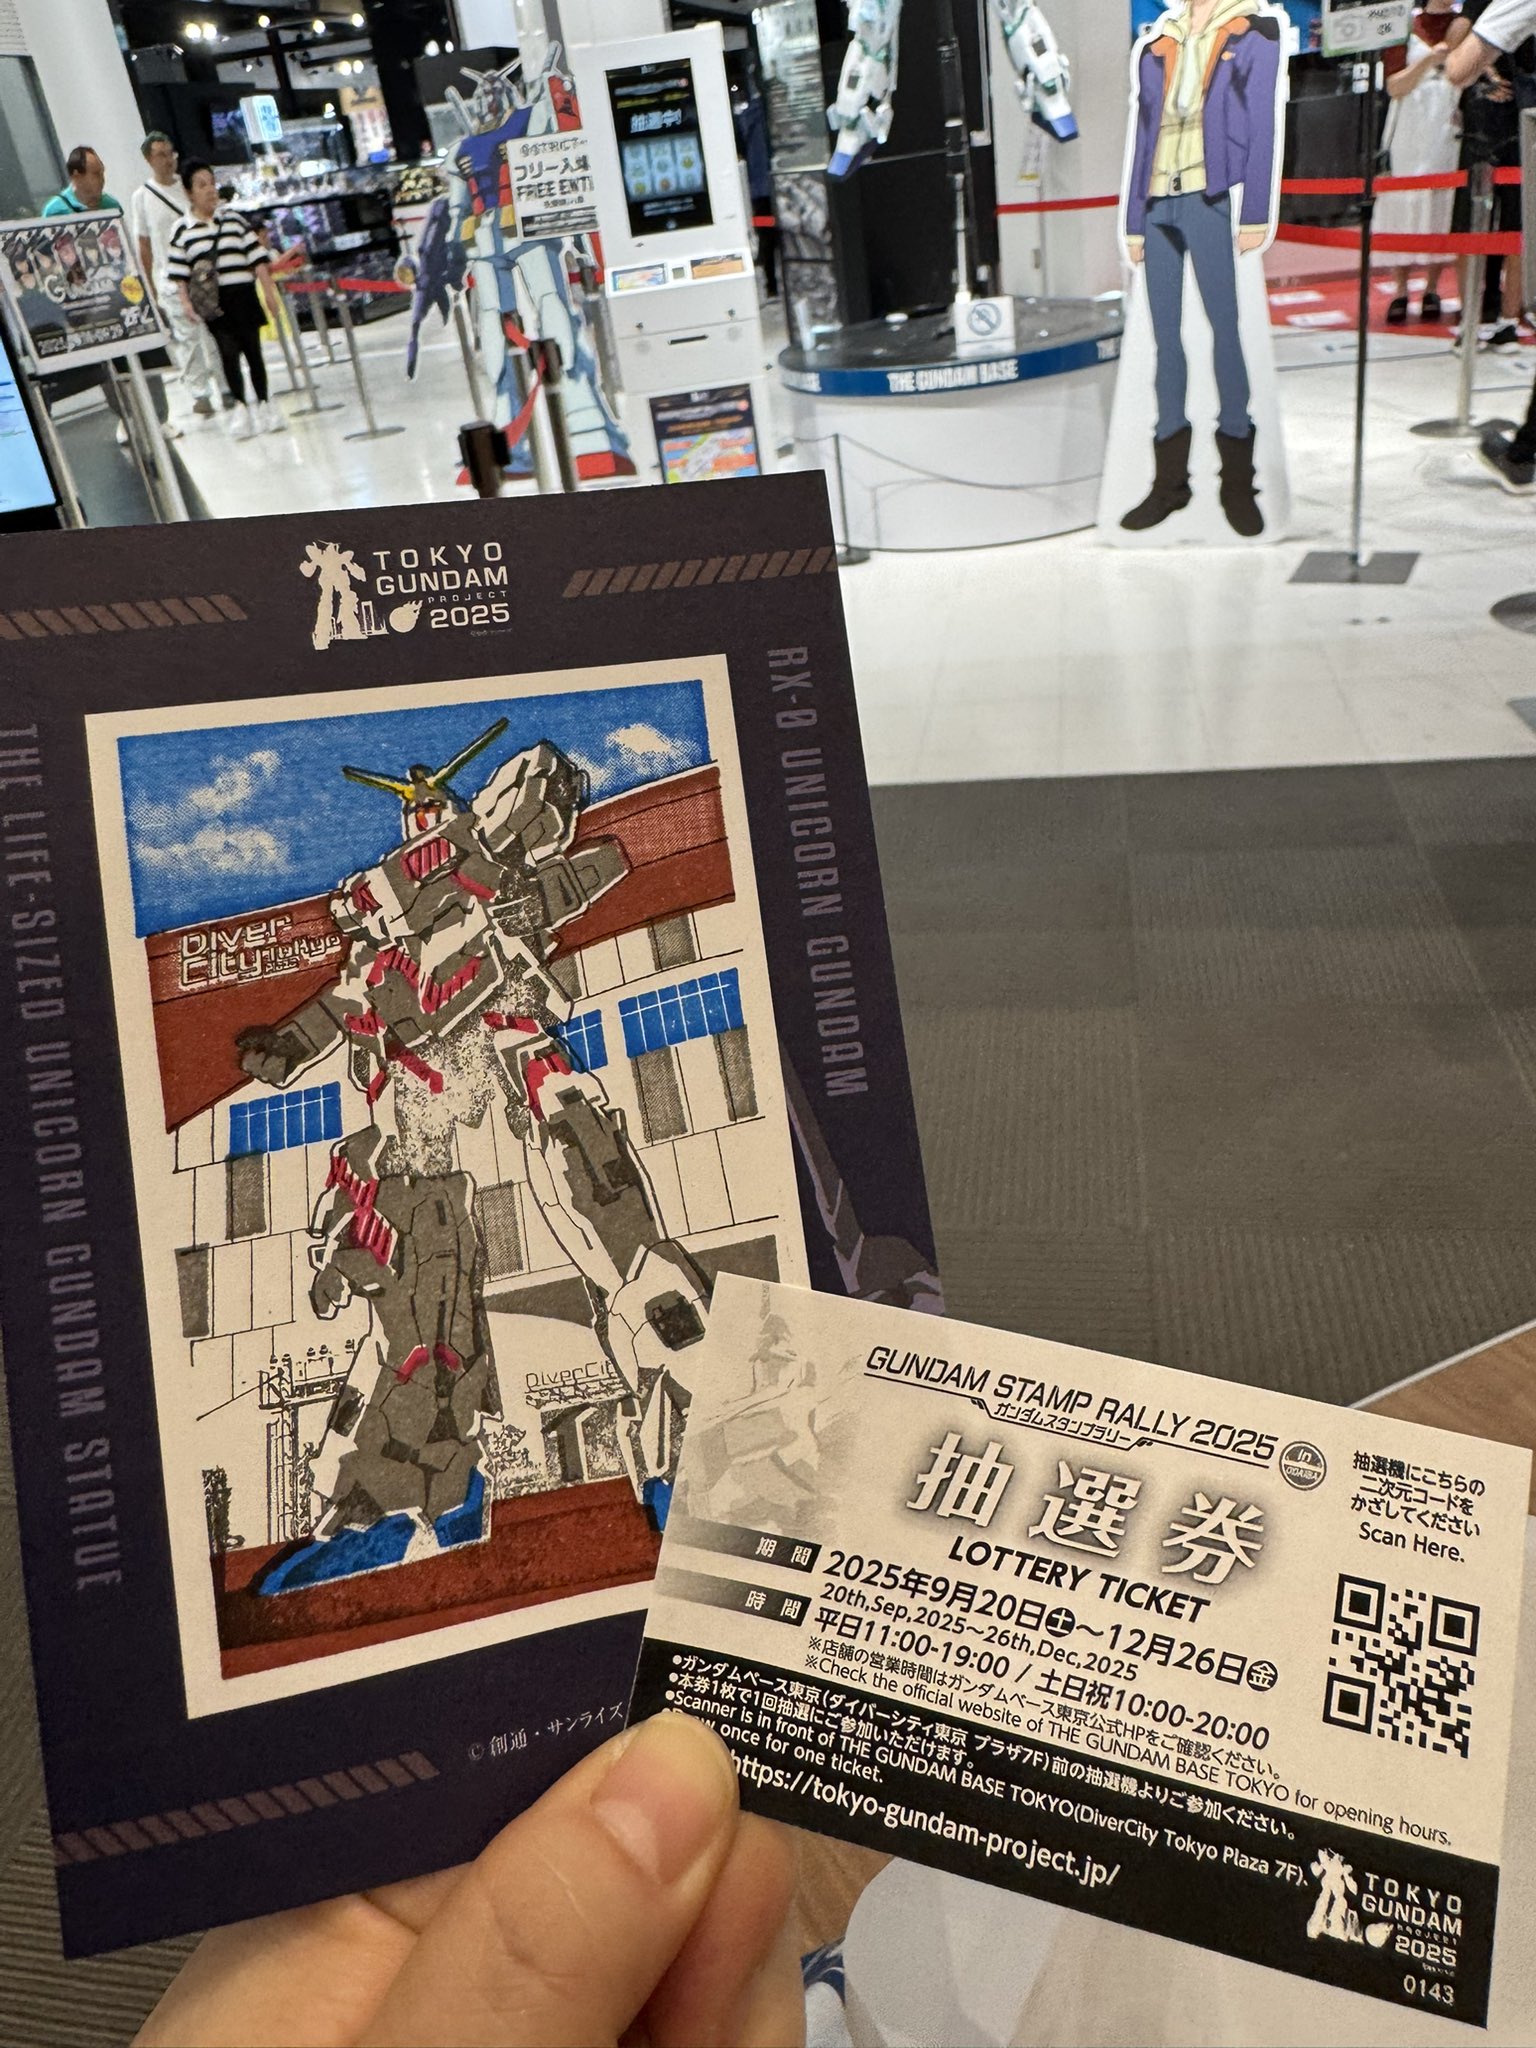 抽選中!
フリー入場
FREE ENT
GUNDAM
2F
THE GUNDAM BASE
TOKYO
GUNDAM
PROJECT
2025
THE LIFE-SIZED UNICORN GUNDAM STATUE
RX-0 UNICORN GUNDAM
DiverCity Tokyo
DiverCit
© 創通・サンライズ
GUNDAM STAMP RALLY 2025
ガンダムスタンプラリー
in ODAIBA
抽選券
LOTTERY TICKET
抽選機にこちらの
二次元コードを
かざしてください
Scan Here.
期間 2025年9月20日㊏～12月26日㊎
20th,Sep,2025～26th,Dec,2025
時間 平日11:00-19:00 / 土日祝10:00-20:00
※店舗の営業時間はガンダムベース東京公式HPをご確認ください。
※Check the official website of THE GUNDAM BASE TOKYO for opening hours.
●ガンダムベース東京(ダイバーシティ東京 プラザ7F)前の抽選機よりご参加ください。
●本券1枚で1回抽選にご参加いただけます。
●Scanner is in front of THE GUNDAM BASE TOKYO(DiverCity Tokyo Plaza 7F).
once for one ticket.
https://tokyo-gundam-project.jp/
TOKYO
GUNDAM
PROJECT
2025
0143